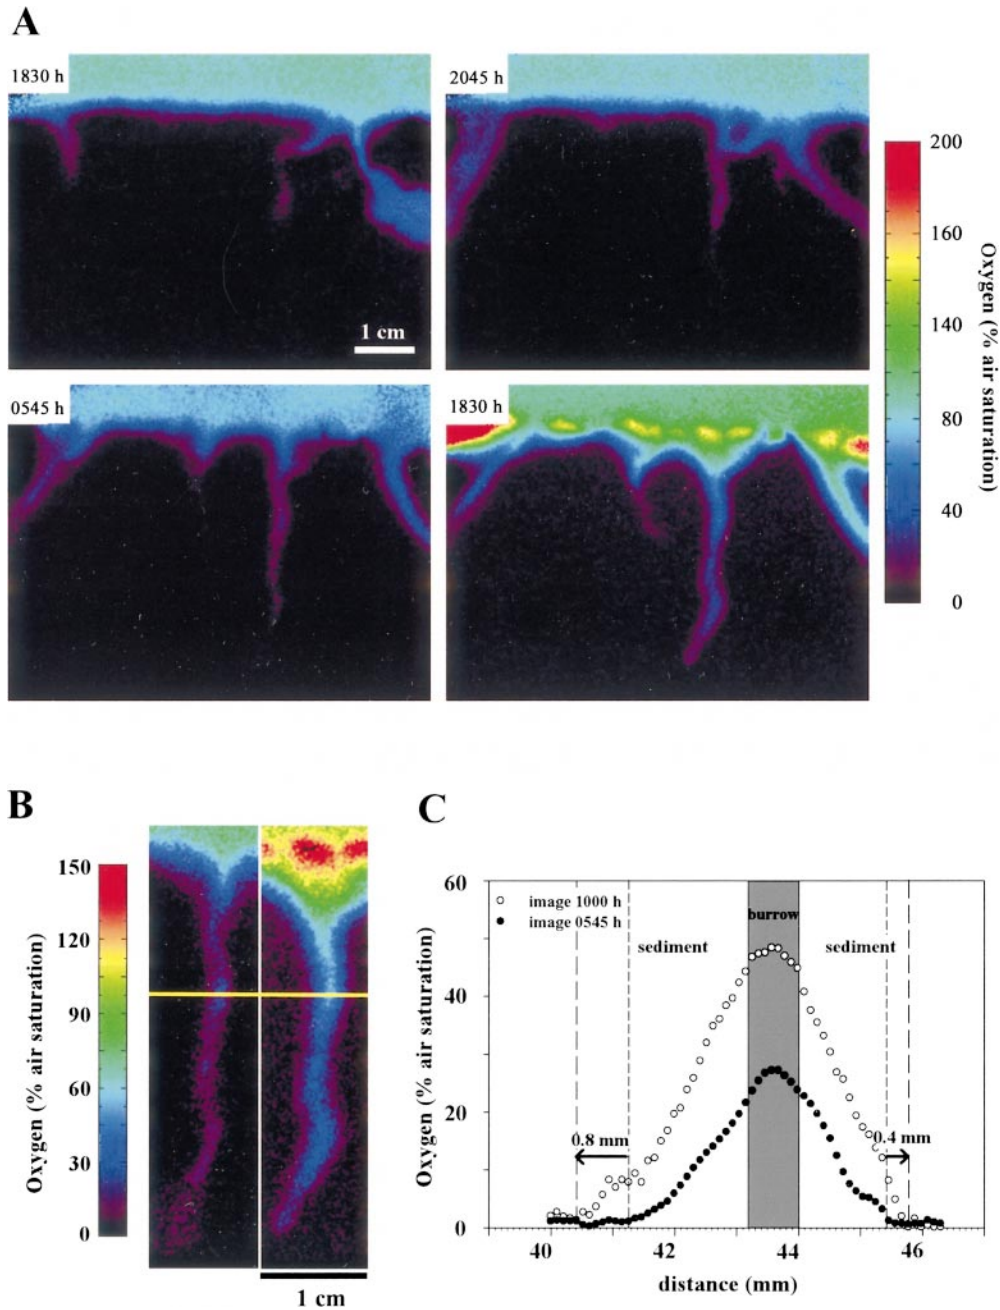 A
1830 h
2045 h
1 cm
0545 h
1830 h
200
160
140
80
40
0
Oxygen (% air saturation)
B
150
120
90
60
30
0
Oxygen (% air saturation)
1 cm
C
60
40
20
0
Oxygen (% air saturation)
image 1000 h
image 0545 h
burrow
sediment
sediment
0.8 mm
0.4 mm
40
42
44
46
distance (mm)